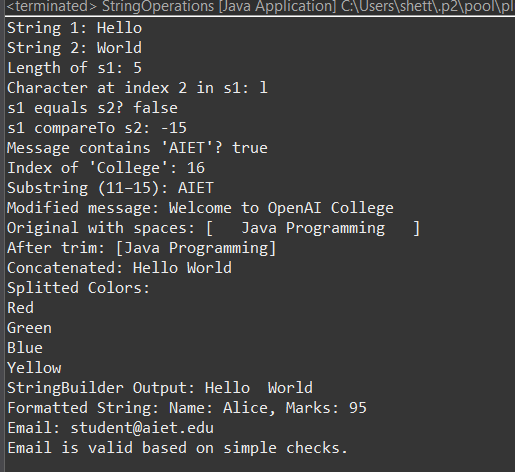 <terminated> StringOperations [Java Application] C:\Users\shett\.p2\pool\pl
String 1: Hello
String 2: World
Length of s1: 5
Character at index 2 in s1: l
s1 equals s2? false
s1 compareTo s2: -15
Message contains 'AIET'? true
Index of 'College': 16
Substring (11–15): AIET
Modified message: Welcome to OpenAI College
Original with spaces: [   Java Programming   ]
After trim: [Java Programming]
Concatenated: Hello World
Splitted Colors:
Red
Green
Blue
Yellow
StringBuilder Output: Hello  World
Formatted String: Name: Alice, Marks: 95
Email: student@aiet.edu
Email is valid based on simple checks.